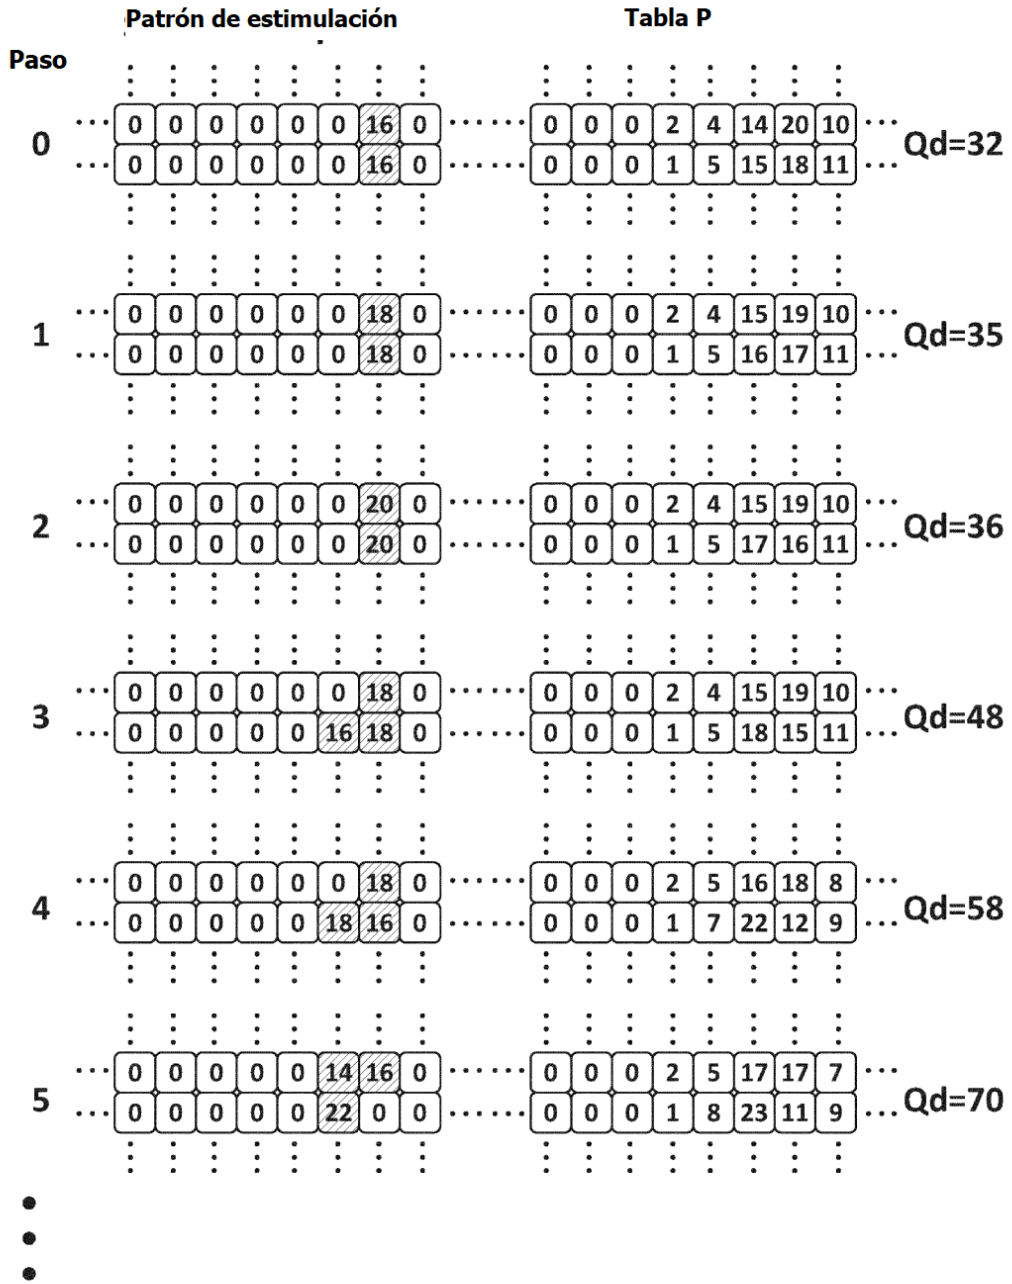 Patrón de estimulación Tabla P
Paso
0 0 0 0 0 0 16 0 0 0 0 2 4 14 20 10
0 Qd=32
0 0 0 0 0 0 16 0 0 0 0 1 5 15 18 11
0 0 0 0 0 0 18 0 0 0 0 2 4 15 19 10
1 Qd=35
0 0 0 0 0 0 18 0 0 0 0 1 5 16 17 11
0 0 0 0 0 0 20 0 0 0 0 2 4 15 19 10
2 Qd=36
0 0 0 0 0 0 20 0 0 0 0 1 5 17 16 11
0 0 0 0 0 0 18 0 0 0 0 2 4 15 19 10
3 Qd=48
0 0 0 0 0 16 18 0 0 0 0 1 5 18 15 11
0 0 0 0 0 0 18 0 0 0 0 2 5 16 18 8
4 Qd=58
0 0 0 0 0 18 16 0 0 0 0 1 7 22 12 9
0 0 0 0 0 14 16 0 0 0 0 2 5 17 17 7
5 Qd=70
0 0 0 0 0 22 0 0 0 0 0 1 8 23 11 9